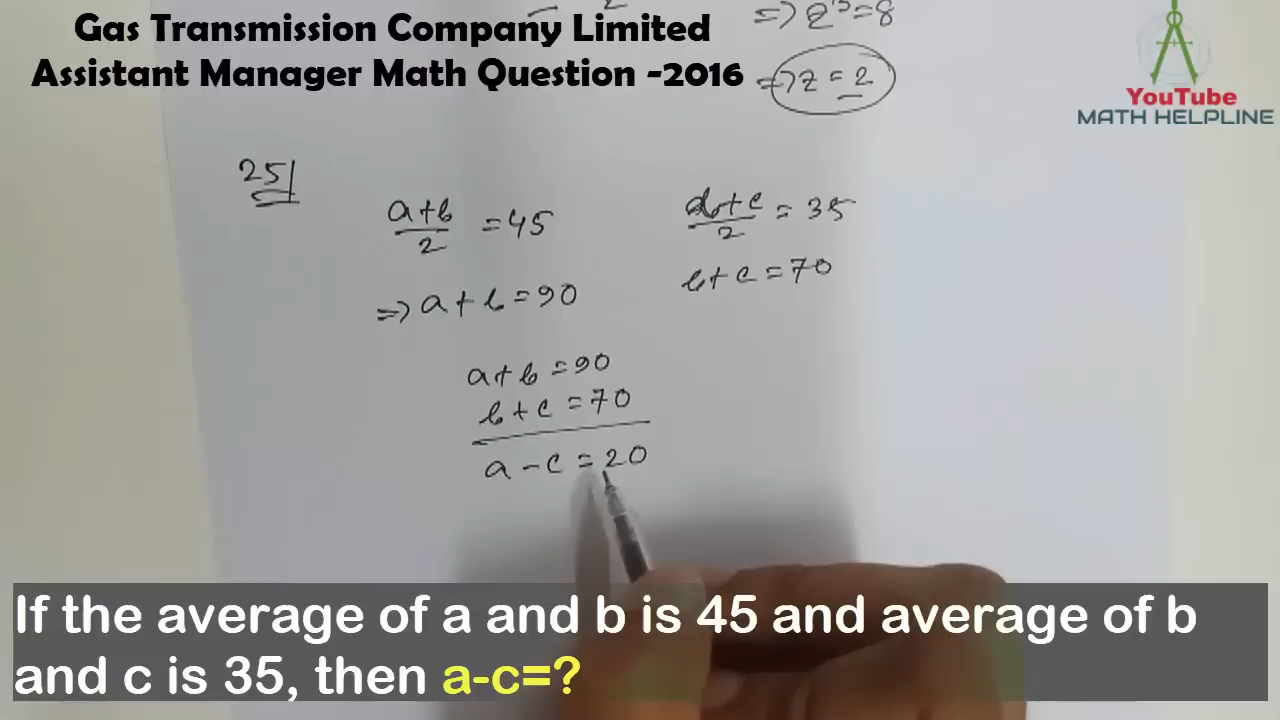 Gas Transmission Company Limited
Assistant Manager Math Question -2016
=> z^3 = 8
=> z = 2
YouTube
MATH HELPLINE
25|
a+b/2 = 45
b+c/2 = 35
=> a + b = 90
b + c = 70
a + b = 90
b + c = 70
a - c = 20
If the average of a and b is 45 and average of b
and c is 35, then a-c=?